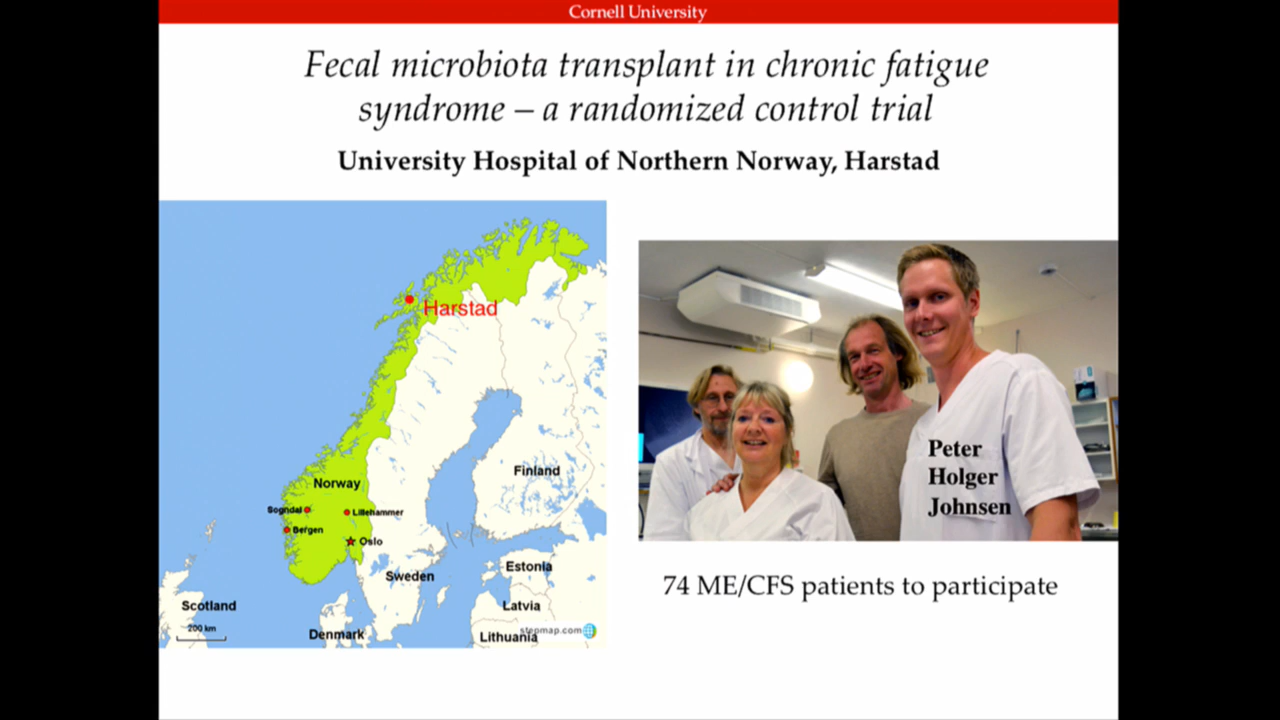 Cornell University
Fecal microbiota transplant in chronic fatigue
syndrome – a randomized control trial
University Hospital of Northern Norway, Harstad
Harstad
Norway
Finland
Sogndal
Lillehammer
Bergen
Oslo
Sweden
Estonia
Scotland
Latvia
200 km
Denmark
stepmap.com
Lithuania
Peter
Holger
Johnsen
74 ME/CFS patients to participate